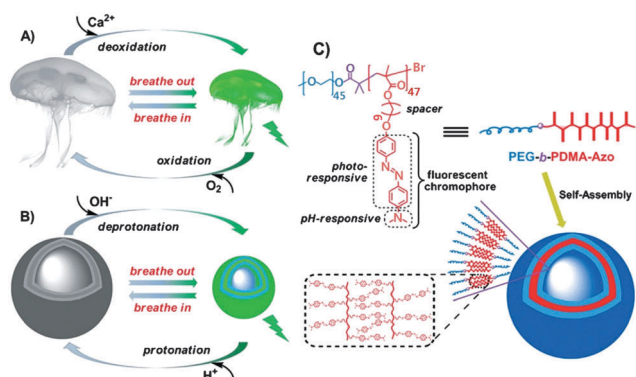 A)
Ca2+
deoxidation
breathe out
breathe in
oxidation
O2
B)
OH-
deprotonation
breathe out
breathe in
protonation
H+
C)
O
45
O
O
Br
47
O
O
spacer
9
O
photo-
responsive
N
N
fluorescent
chromophore
pH-responsive
N
PEG-b-PDMA-Azo
Self-Assembly